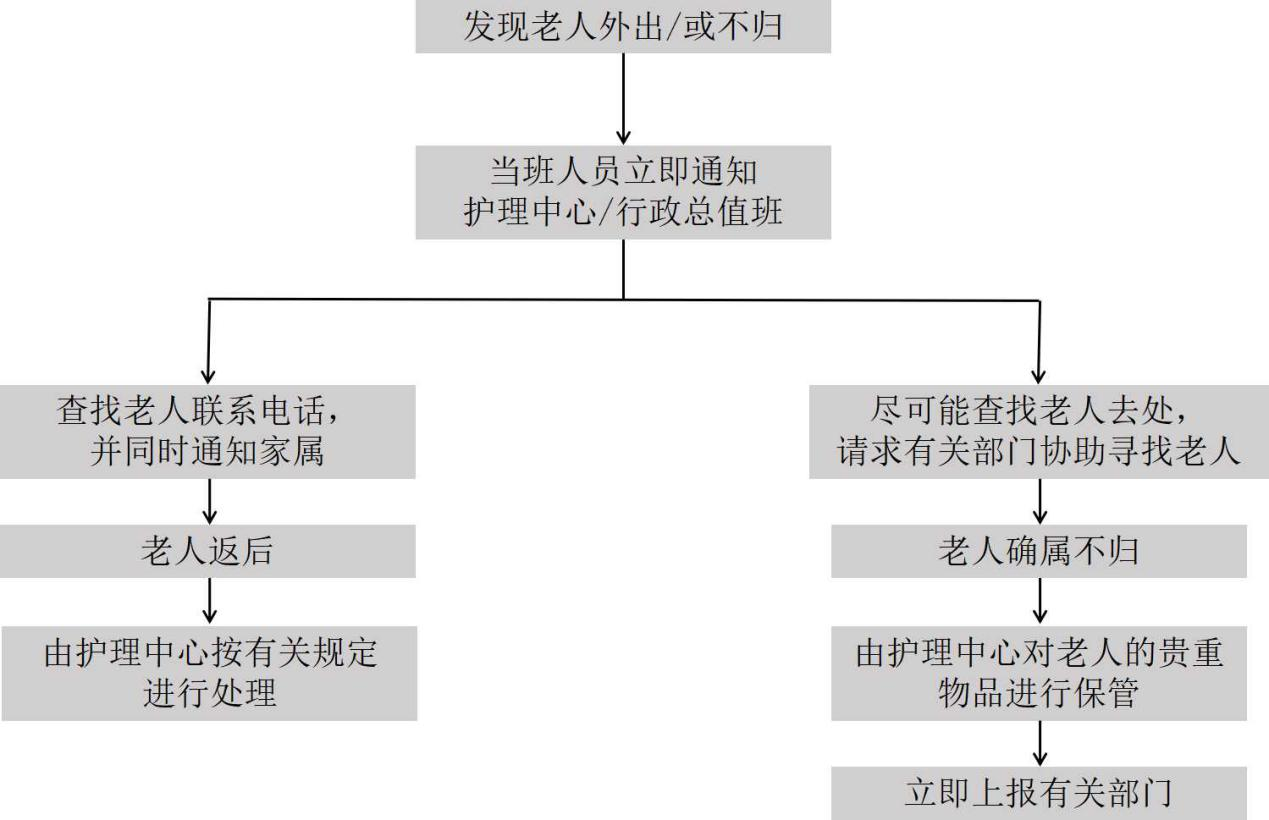 发现老人外出/或不归
当班人员立即通知
护理中心/行政总值班
查找老人联系电话，
并同时通知家属
尽可能查找老人去处，
请求有关部门协助寻找老人
老人返后
老人确属不归
由护理中心按有关规定
进行处理
由护理中心对老人的贵重
物品进行保管
立即上报有关部门